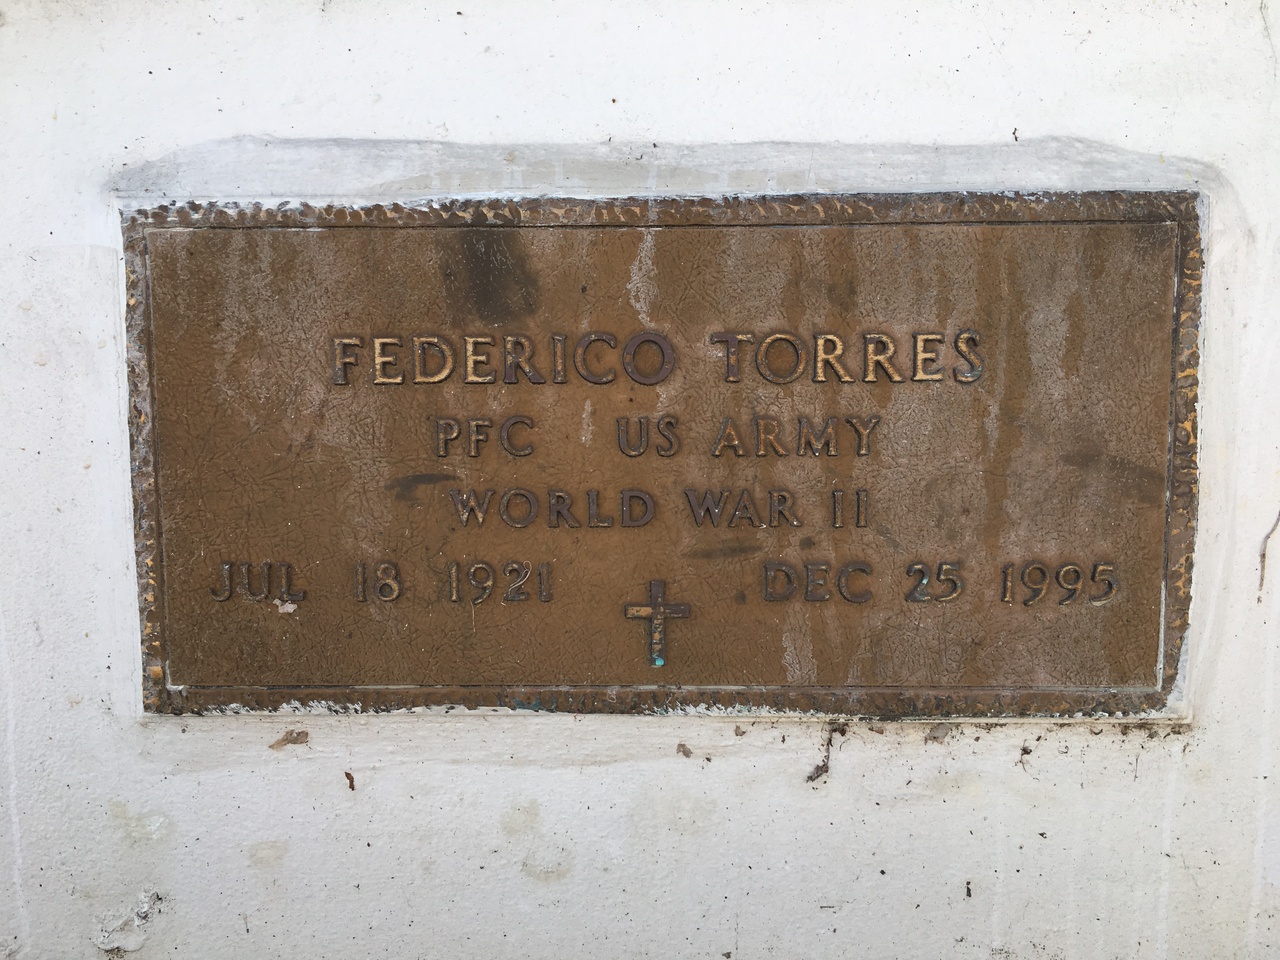 FEDERICO TORRES
PFC US ARMY
WORLD WAR II
JUL 18 1921 DEC 25 1995